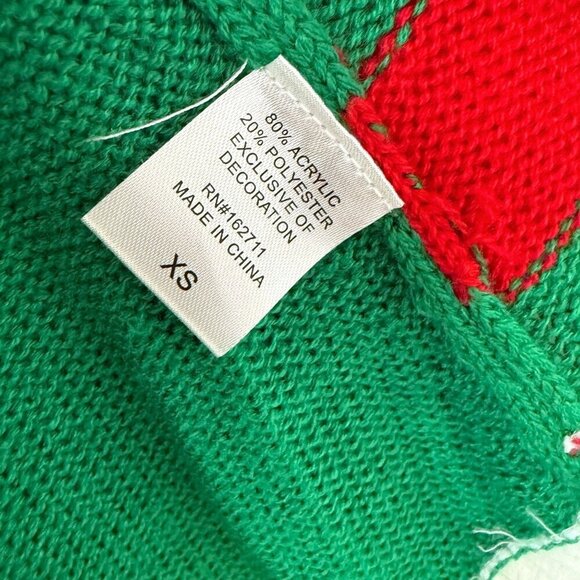 80% ACRYLIC
20% POLYESTER
EXCLUSIVE OF
DECORATION
RN#162711
MADE IN CHINA
XS